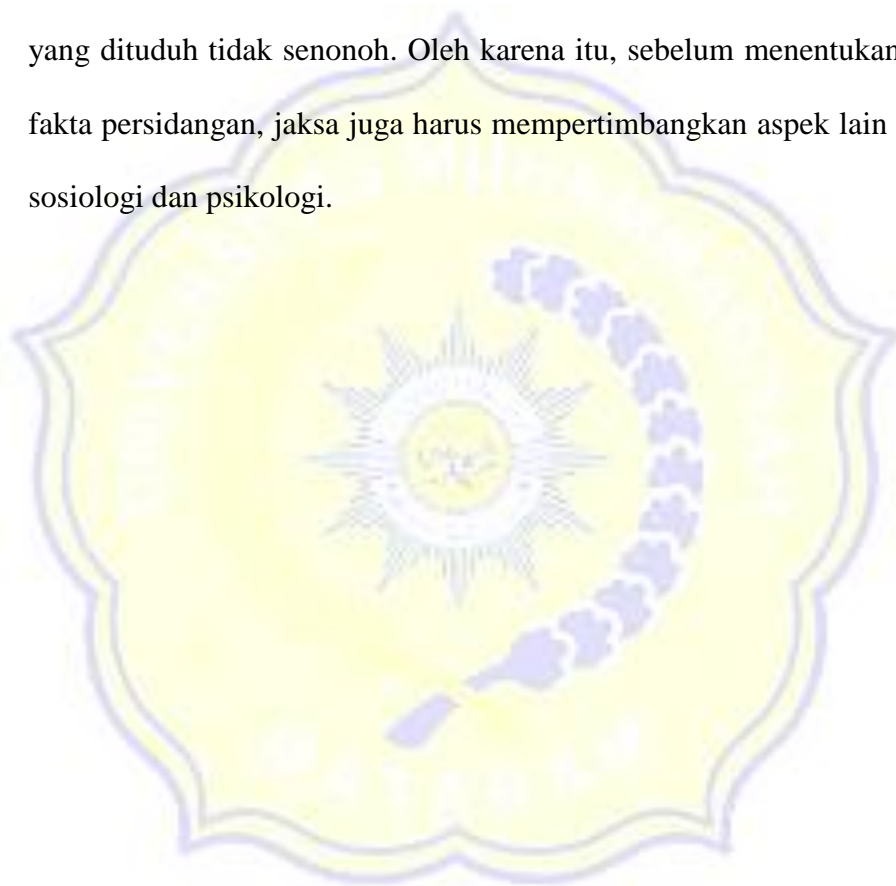 yang dituduh tidak senonoh. Oleh karena itu, sebelum menentukan
fakta persidangan, jaksa juga harus mempertimbangkan aspek lain
sosiologi dan psikologi.